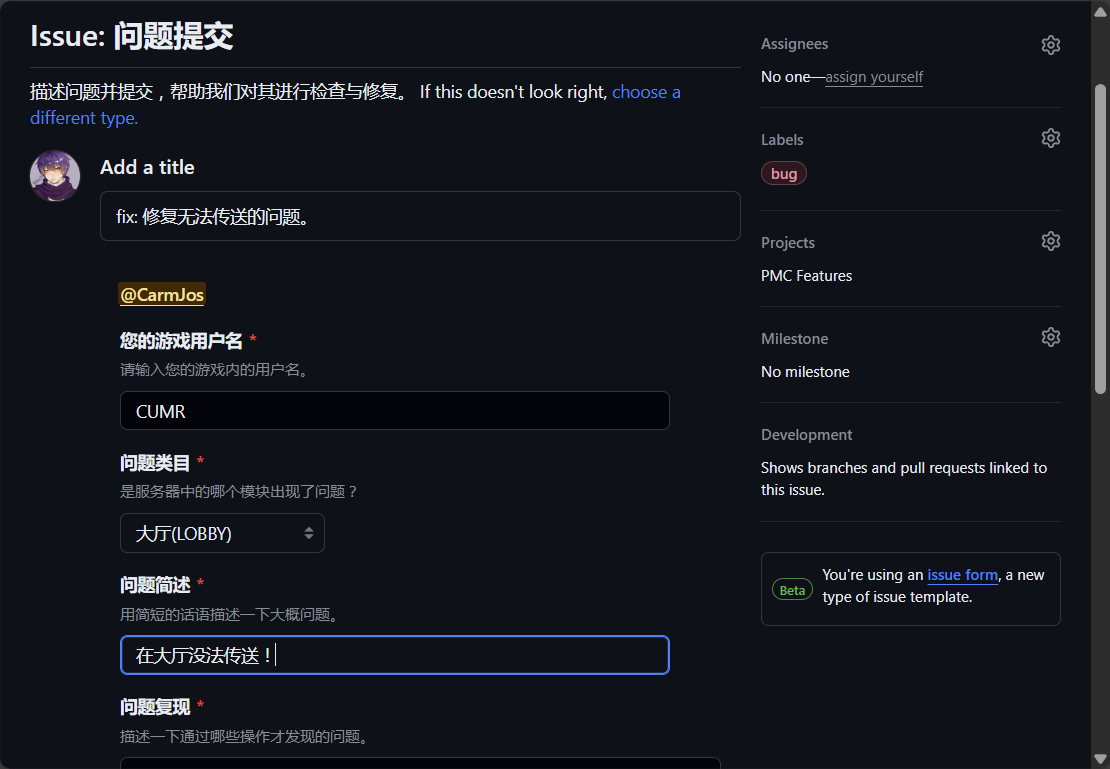 Issue: 问题提交
描述问题并提交，帮助我们对其进行检查与修复。 If this doesn't look right, choose a
different type.
Add a title
fix: 修复无法传送的问题。
@CarmJos
您的游戏用户名 *
请输入您的游戏内的用户名。
CUMR
问题类目 *
是服务器中的哪个模块出现了问题？
大厅(LOBBY)
问题简述 *
用简短的话语描述一下大概问题。
在大厅没法传送！
问题复现 *
描述一下通过哪些操作才发现的问题。
Assignees
No one—assign yourself
Labels
bug
Projects
PMC Features
Milestone
No milestone
Development
Shows branches and pull requests linked to
this issue.
Beta
You're using an issue form, a new
type of issue template.